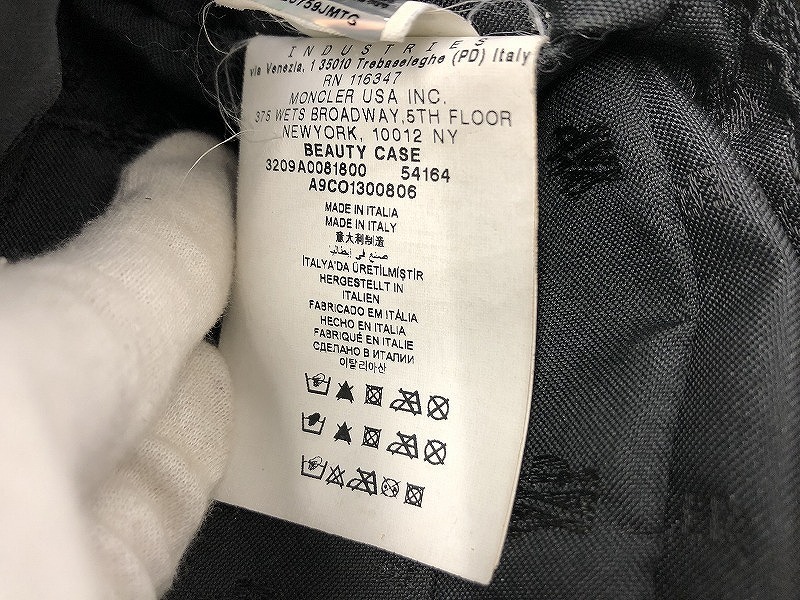 0759JMTG
INDUSTRIES
via Venezia, 1 35010 Trebaseleghe (PD) Italy
RN 116347
MONCLER USA INC.
375 WETS BROADWAY,5TH FLOOR
NEWYORK, 10012 NY
BEAUTY CASE
3209A0081800 54164
A9CO1300806
MADE IN ITALIA
MADE IN ITALY
意大利制造
صنع في إيطاليا
İTALYA'DA ÜRETİLMİŞTİR
HERGESTELLT IN
ITALIEN
FABRICADO EM ITÁLIA
HECHO EN ITALIA
FABRIQUÉ EN ITALIE
СДЕЛАНО В ИТАЛИИ
이탈리아산